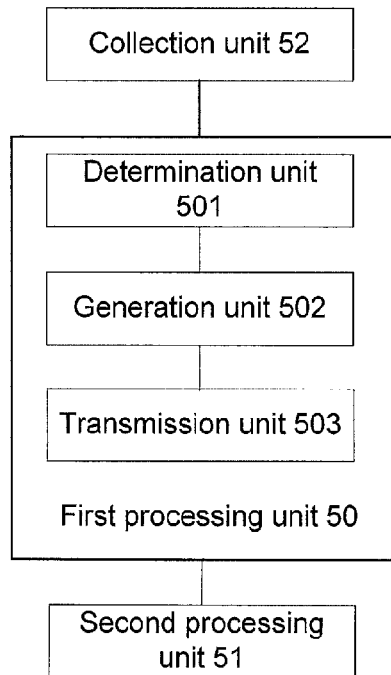 Collection unit 52
Determination unit
501
Generation unit 502
Transmission unit 503
First processing unit 50
Second processing
unit 51